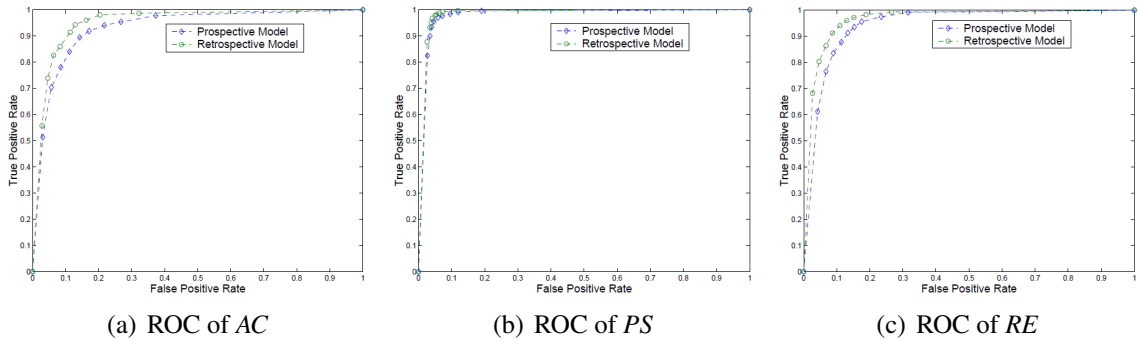 1
0.9
0.8
0.7
0.6
0.5
0.4
0.3
0.2
0.1
0
True Positive Rate
Prospective Model
Retrospective Model
0 0.1 0.2 0.3 0.4 0.5 0.6 0.7 0.8 0.9 1
False Positive Rate
(a) ROC of AC
1
0.9
0.8
0.7
0.6
0.5
0.4
0.3
0.2
0.1
0
True Positive Rate
Prospective Model
Retrospective Model
0 0.1 0.2 0.3 0.4 0.5 0.6 0.7 0.8 0.9 1
False Positive Rate
(b) ROC of PS
1
0.9
0.8
0.7
0.6
0.5
0.4
0.3
0.2
0.1
0
True Positive Rate
Prospective Model
Retrospective Model
0 0.1 0.2 0.3 0.4 0.5 0.6 0.7 0.8 0.9 1
False Positive Rate
(c) ROC of RE